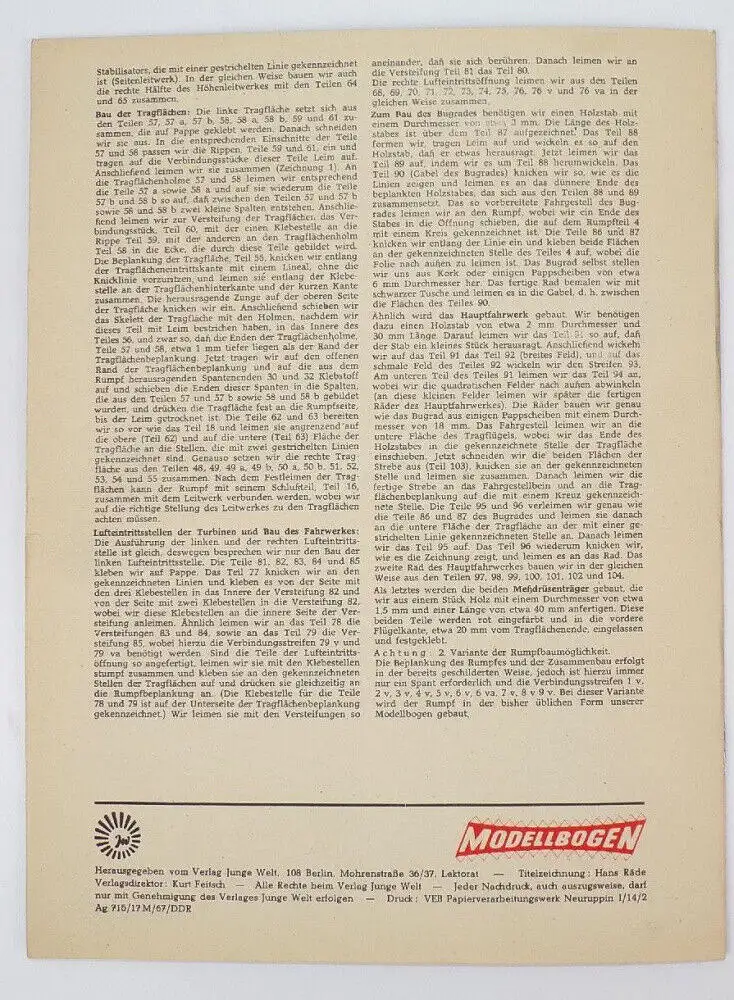 Stabilisators, die mit einer gestrichelten Linie gekennzeichnet
ist (Seitenleitwerk). In der gleichen Weise bauen wir auch
die rechte Hälfte des Höhenleitwerkes mit den Teilen 64
und 65 zusammen.
Bau der Tragflächen: Die linke Tragfläche setzt sich aus
den Teilen 57, 57 a, 57 b, 58, 58 a, 58 b, 59 und 61 zu-
sammen, die auf Pappe geklebt werden. Danach schneiden
wir sie aus. In die entsprechenden Einschnitte der Teile
57 und 58 passen wir die Rippen, Teile 59 und 61, ein und
tragen auf die Verbindungsstücke dieser Teile Leim auf.
Anschließend leimen wir sie zusammen (Zeichnung 1). An
die Tragflächenholme 57 und 58 leimen wir entsprechend
die Teile 57 a sowie 58 a und auf sie wiederum die Teile
57 b und 58 b so auf, daß zwischen den Teilen 57 und 57 b
sowie 58 und 58 b zwei kleine Spalten entstehen. Anschlie-
ßend leimen wir zur Versteifung der Tragfläche, das Ver-
bindungsstück, Teil 60, mit der einen Klebestelle an die
Rippe Teil 59, mit der anderen an den Tragflächenholm
Teil 58 in die Ecke, die durch diese Teile gebildet wird.
Die Beplankung der Tragfläche, Teil 56, knicken wir entlang
der Tragflächeneintrittskante mit einem Lineal, ohne die
Knicklinie vorzuritzen, und leimen sie entlang der Klebe-
stelle an der Tragflächenhinterkante und der kurzen Kante
zusammen. Die herausragende Zunge auf der oberen Seite
der Tragfläche knicken wir ein. Anschließend schieben wir
das Skelett der Tragfläche mit den Holmen, nachdem wir
dieses Teil mit Leim bestrichen haben, in das Innere des
Teiles 56, und zwar so, daß die Enden der Tragflächenholme,
Teile 57 und 58, etwa 1 mm tiefer liegen als der Rand der
Tragflächenbeplankung. Jetzt tragen wir auf den offenen
Rand der Tragflächenbeplankung und auf die aus dem
Rumpf herausragenden Spantenenden 30 und 32 Klebstoff
auf und schieben die Enden dieser Spanten in die Spalten,
die aus den Teilen 57 und 57 b sowie 58 und 58 b gebildet
wurden, und drücken die Tragfläche fest an die Rumpfseite,
bis der Leim getrocknet ist. Die Teile 62 und 63 bereiten
wir so vor wie das Teil 18 und leimen sie angrenzend auf
die obere (Teil 62) und auf die untere (Teil 63) Fläche der
Tragfläche an die Stellen, die mit zwei gestrichelten Linien
gekennzeichnet sind. Genauso setzen wir die rechte Trag-
fläche aus den Teilen 48, 49, 49 a, 49 b, 50 a, 50 b, 51, 52,
53, 54 und 55 zusammen. Nach dem Festleimen der Trag-
flächen kann der Rumpf mit seinem Schlußteil, Teil 16,
zusammen mit dem Leitwerk verbunden werden, wobei wir
auf die richtige Stellung des Leitwerkes zu den Tragflächen
achten müssen.
Lufteintrittsstellen der Turbinen und Bau des Fahrwerkes:
Die Ausführung der linken und der rechten Lufteintritts-
stelle ist gleich, deswegen besprechen wir nur den Bau der
linken Lufteintrittsstelle. Die Teile 81, 82, 83, 84 und 85
kleben wir auf Pappe. Das Teil 77 knicken wir an den
gekennzeichneten Linien und kleben es von der Seite mit
den drei Klebestellen in das Innere der Versteifung 82 und
von der Seite mit zwei Klebestellen in die Versteifung 82,
wobei wir diese Klebestellen an die innere Seite der Ver-
steifung anleimen. Ähnlich leimen wir an das Teil 78 die
Versteifungen 83 und 84, sowie an das Teil 79 die Ver-
steifung 85, wobei hierzu die Verbindungsstreifen 79 v und
79 va benötigt werden. Sind die Teile der Lufteintritts-
öffnung so angefertigt, leimen wir sie mit den Klebestellen
stumpf zusammen und kleben sie an den gekennzeichneten
Stellen der Tragflächen auf und drücken sie gleichzeitig an
die Rumpfbeplankung an. (Die Klebestelle für die Teile
78 und 79 ist auf der Unterseite der Tragflächenbeplankung
gekennzeichnet.) Wir leimen sie mit den Versteifungen so
aneinander, daß sie sich berühren. Danach leimen wir an
die Versteifung Teil 81 das Teil 80.
Die rechte Lufteintrittöffnung leimen wir aus den Teilen
68, 69, 70, 71, 72, 73, 74, 75, 76, 76 v und 76 va in der
gleichen Weise zusammen.
Zum Bau des Bugrades benötigen wir einen Holzstab mit
einem Durchmesser von etwa 3 mm. Die Länge des Holz-
stabes ist über dem Teil 87 aufgezeichnet. Das Teil 88
formen wir, tragen Leim auf und wickeln es so auf den
Holzstab, daß er etwas herausragt. Jetzt leimen wir das
Teil 89 auf, indem wir es um Teil 88 herumwickeln. Das
Teil 90 (Gabel des Bugrades) knicken wir so, wie es die
Linien zeigen und leimen es an das dünnere Ende des
beplankten Holzstabes, das sich aus den Teilen 88 und 89
zusammensetzt. Das so vorbereitete Fahrgestell des Bug-
rades leimen wir an den Rumpf, wobei wir ein Ende des
Stabes in die Öffnung schieben, die auf dem Rumpfteil 4
mit einem Kreis gekennzeichnet ist. Die Teile 86 und 87
knicken wir entlang der Linie ein und kleben beide Flächen
an der gekennzeichneten Stelle des Teiles 4 auf, wobei die
Folie nach außen zu leimen ist. Das Bugrad selbst stellen
wir uns aus Kork oder einigen Pappscheiben von etwa
6 mm Durchmesser her. Das fertige Rad bemalen wir mit
schwarzer Tusche und leimen es in die Gabel, d. h. zwischen
die Flächen des Teiles 90.
Ähnlich wird das Hauptfahrwerk gebaut. Wir benötigen
dazu einen Holzstab von etwa 2 mm Durchmesser und
30 mm Länge. Darauf leimen wir das Teil 91 so auf, daß
der Stab ein kleines Stück herausragt. Anschließend wickeln
wir auf das Teil 91 das Teil 92 (breites Feld), und auf das
schmale Feld des Teiles 92 wickeln wir den Streifen 93.
Am unteren Teil des Teiles 91 leimen wir das Teil 94 an,
wobei wir die quadratischen Felder nach außen abwinkeln
(an diese kleinen Felder leimen wir später die fertigen
Räder des Hauptfahrwerkes). Die Räder bauen wir genau
wie das Bugrad aus einigen Pappscheiben mit einem Durch-
messer von 18 mm. Das Fahrgestell leimen wir an die
untere Fläche des Tragflügels, wobei wir das Ende des
Holzstabes in die gekennzeichnete Stelle der Tragfläche
einschieben. Jetzt schneiden wir die beiden Flächen der
Strebe aus (Teil 103), knicken sie an der gekennzeichneten
Stelle und leimen sie zusammen. Danach leimen wir die
fertige Strebe an das Fahrgestellbein und an die Trag-
flächenbeplankung auf die mit einem Kreuz gekennzeich-
nete Stelle. Die Teile 95 und 96 verleimen wir genau wie
die Teile 86 und 87 des Bugrades und leimen sie danach
an die untere Fläche der Tragfläche an der mit einer ge-
strichelten Linie gekennzeichneten Stelle an. Danach leimen
wir das Teil 95 auf. Das Teil 96 wiederum knicken wir,
wie es die Zeichnung zeigt, und leimen es an das Rad. Das
zweite Rad des Hauptfahrwerkes bauen wir in der gleichen
Weise aus den Teilen 97, 98, 99, 100, 101, 102 und 104.
Als letztes werden die beiden Meßdrüsenträger gebaut, die
wir aus einem Stück Holz mit einem Durchmesser von etwa
1,5 mm und einer Länge von etwa 40 mm anfertigen. Diese
beiden Teile werden rot eingefärbt und in die vordere
Flügelkante, etwa 20 mm vom Tragflächenende, eingelassen
und festgeklebt.
Achtung: 2. Variante der Rumpfbaumöglichkeit.
Die Beplankung des Rumpfes und der Zusammenbau erfolgt
in der bereits geschilderten Weise, jedoch ist hierzu immer
nur ein Spant erforderlich und die Verbindungsstreifen 1 v,
2 v, 3 v, 4 v, 5 v, 6 v, 6 va, 7 v, 8 v 9 v. Bei dieser Variante
wird der Rumpf in der bisher üblichen Form unserer
Modellbogen gebaut.
JW
MODELLBOGEN
Herausgegeben vom Verlag Junge Welt, 108 Berlin, Mohrenstraße 36/37, Lektorat — Titelzeichnung: Hans Räde
Verlagsdirektor: Kurt Feitsch — Alle Rechte beim Verlag Junge Welt — Jeder Nachdruck, auch auszugsweise, darf
nur mit Genehmigung des Verlages Junge Welt erfolgen — Druck: VEB Papierverarbeitungswerk Neuruppin I/14/2
Ag 715/17 M/67/DDR